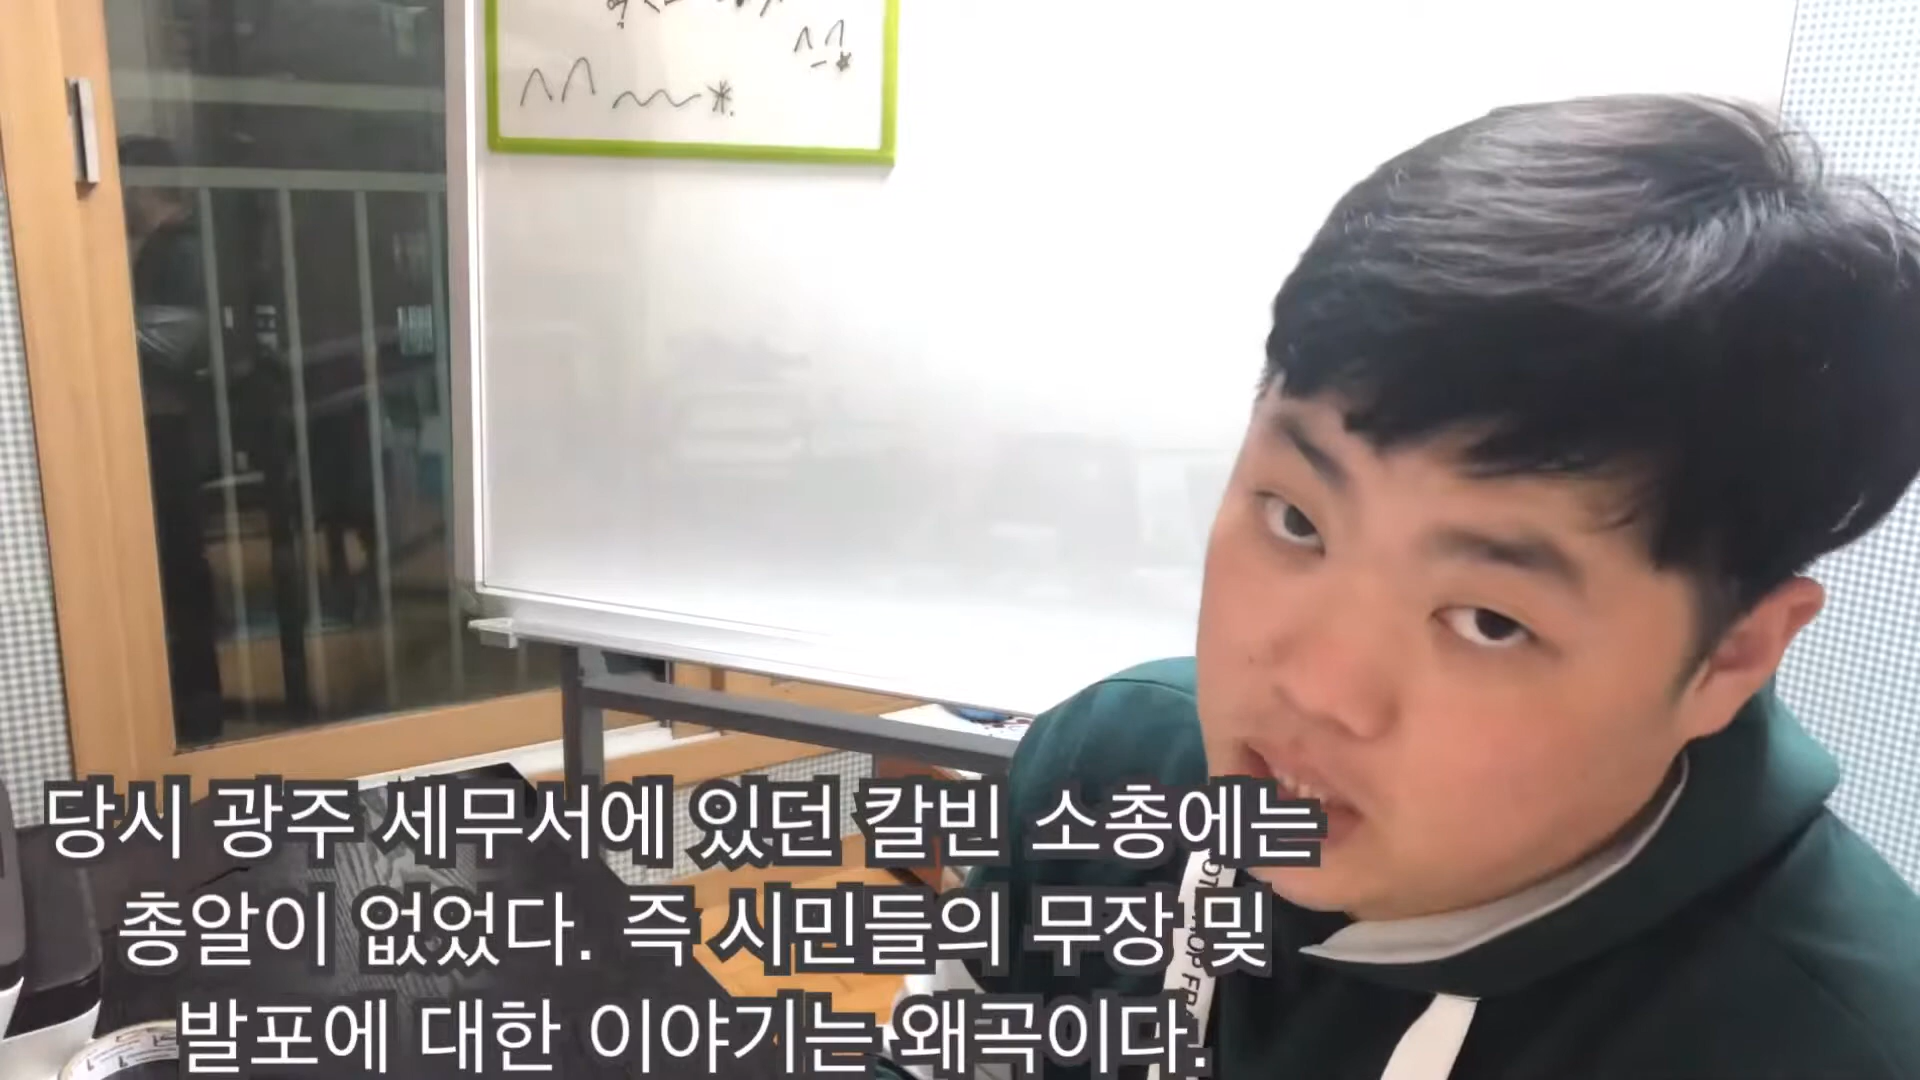 당시 광주 세무서에 있던 칼빈 소총에는
총알이 없었다. 즉 시민들의 무장 및
발포에 대한 이야기는 왜곡이다.